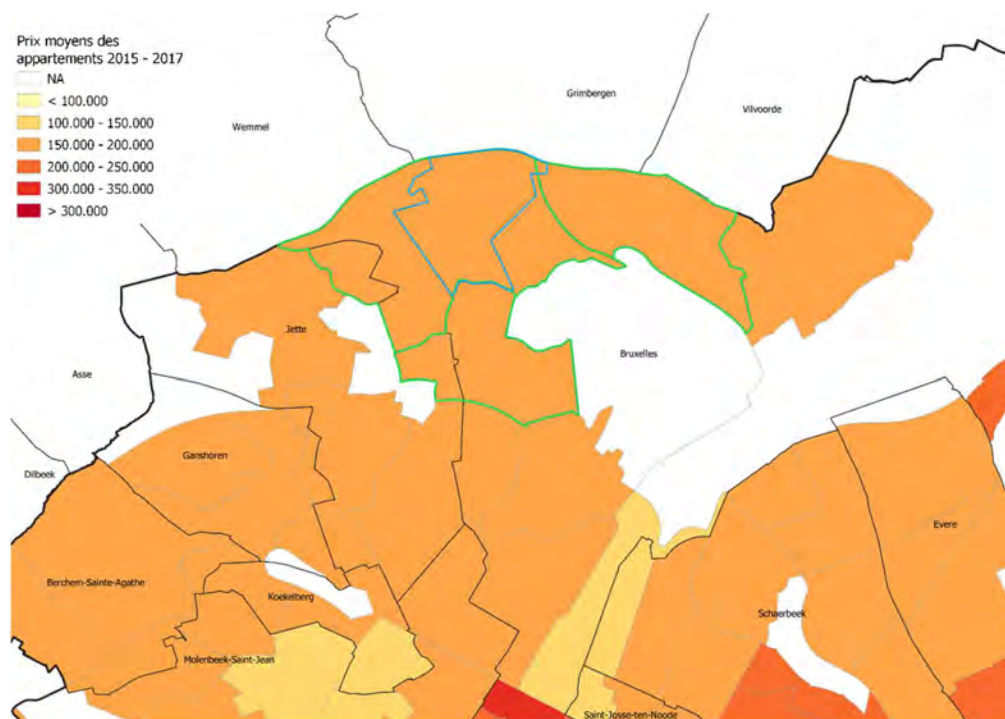 Prix moyens des
appartements 2015 - 2017
NA
< 100.000
100.000 - 150.000
150.000 - 200.000
200.000 - 250.000
300.000 - 350.000
> 300.000
Grimbergen
Vilvoorde
Wemmel
Jette
Bruxelles
Asse
Ganshoren
Dilbeek
Evere
Berchem-Sainte-Agathe
Koekelberg
Schaerbeek
Molenbeek-Saint-Jean
Saint-Josse-ten-Noode